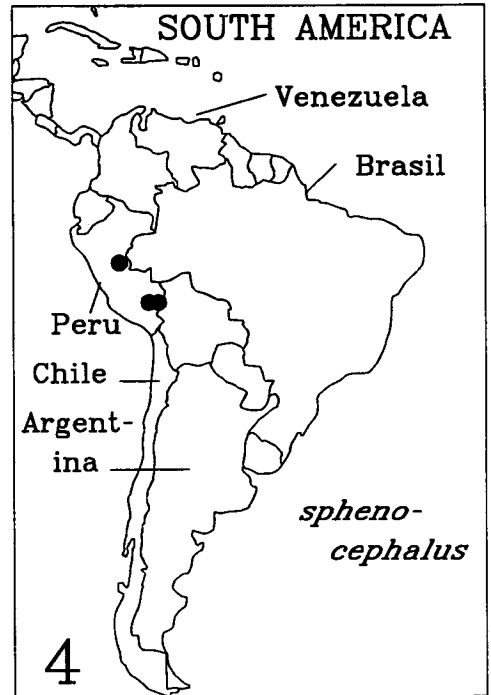 SOUTH AMERICA
Venezuela
Brasil
Peru
Chile
Argent-
ina
spheno-
cephalus
4